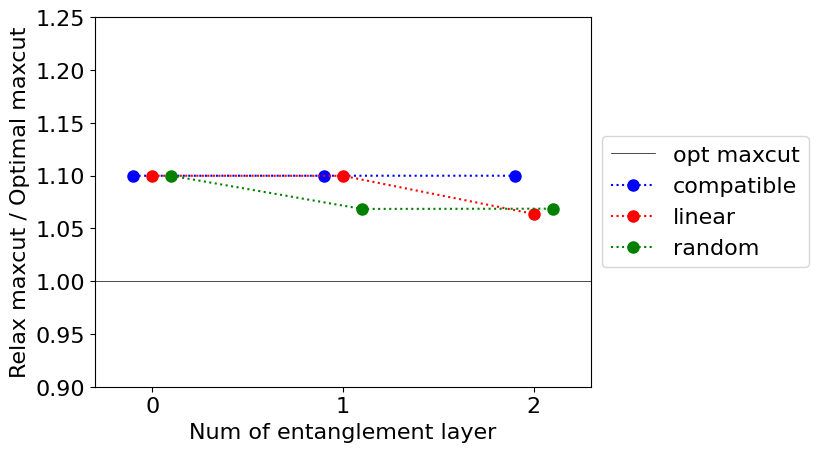 Relax maxcut / Optimal maxcut
1.25
1.20
1.15
1.10
1.05
1.00
0.95
0.90
0
1
2
Num of entanglement layer
opt maxcut
compatible
linear
random